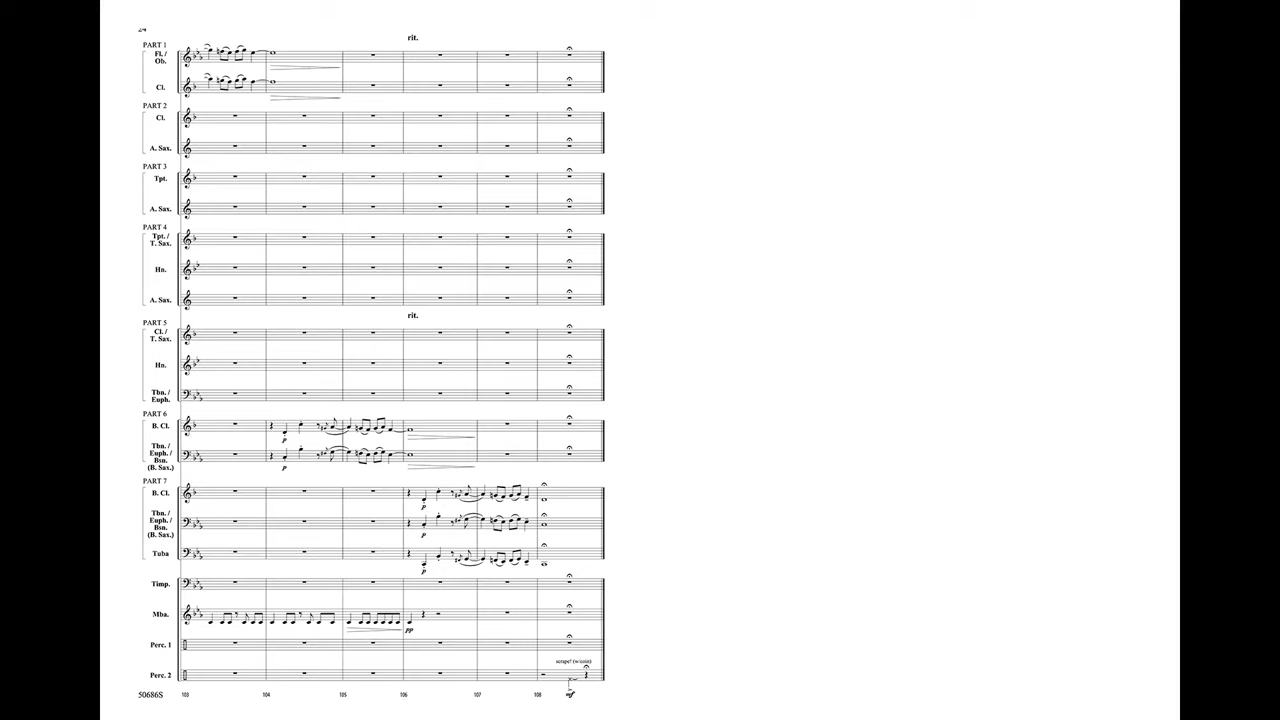 24
rit.
PART 1
Fl. /
Ob.
Cl.
PART 2
Cl.
A. Sax.
PART 3
Tpt.
A. Sax.
PART 4
Tpt. /
T. Sax.
Hn.
A. Sax.
rit.
PART 5
Cl. /
T. Sax.
Hn.
Tbn. /
Euph.
PART 6
B. Cl.
p
Tbn. /
Euph. /
Bsn.
(B. Sax.)
p
PART 7
B. Cl.
p
Tbn. /
Euph. /
Bsn.
(B. Sax.)
p
Tuba
p
Timp.
Mba.
pp
Perc. 1
scrape! (w/coin)
Perc. 2
mf
50686S 103 104 105 106 107 108